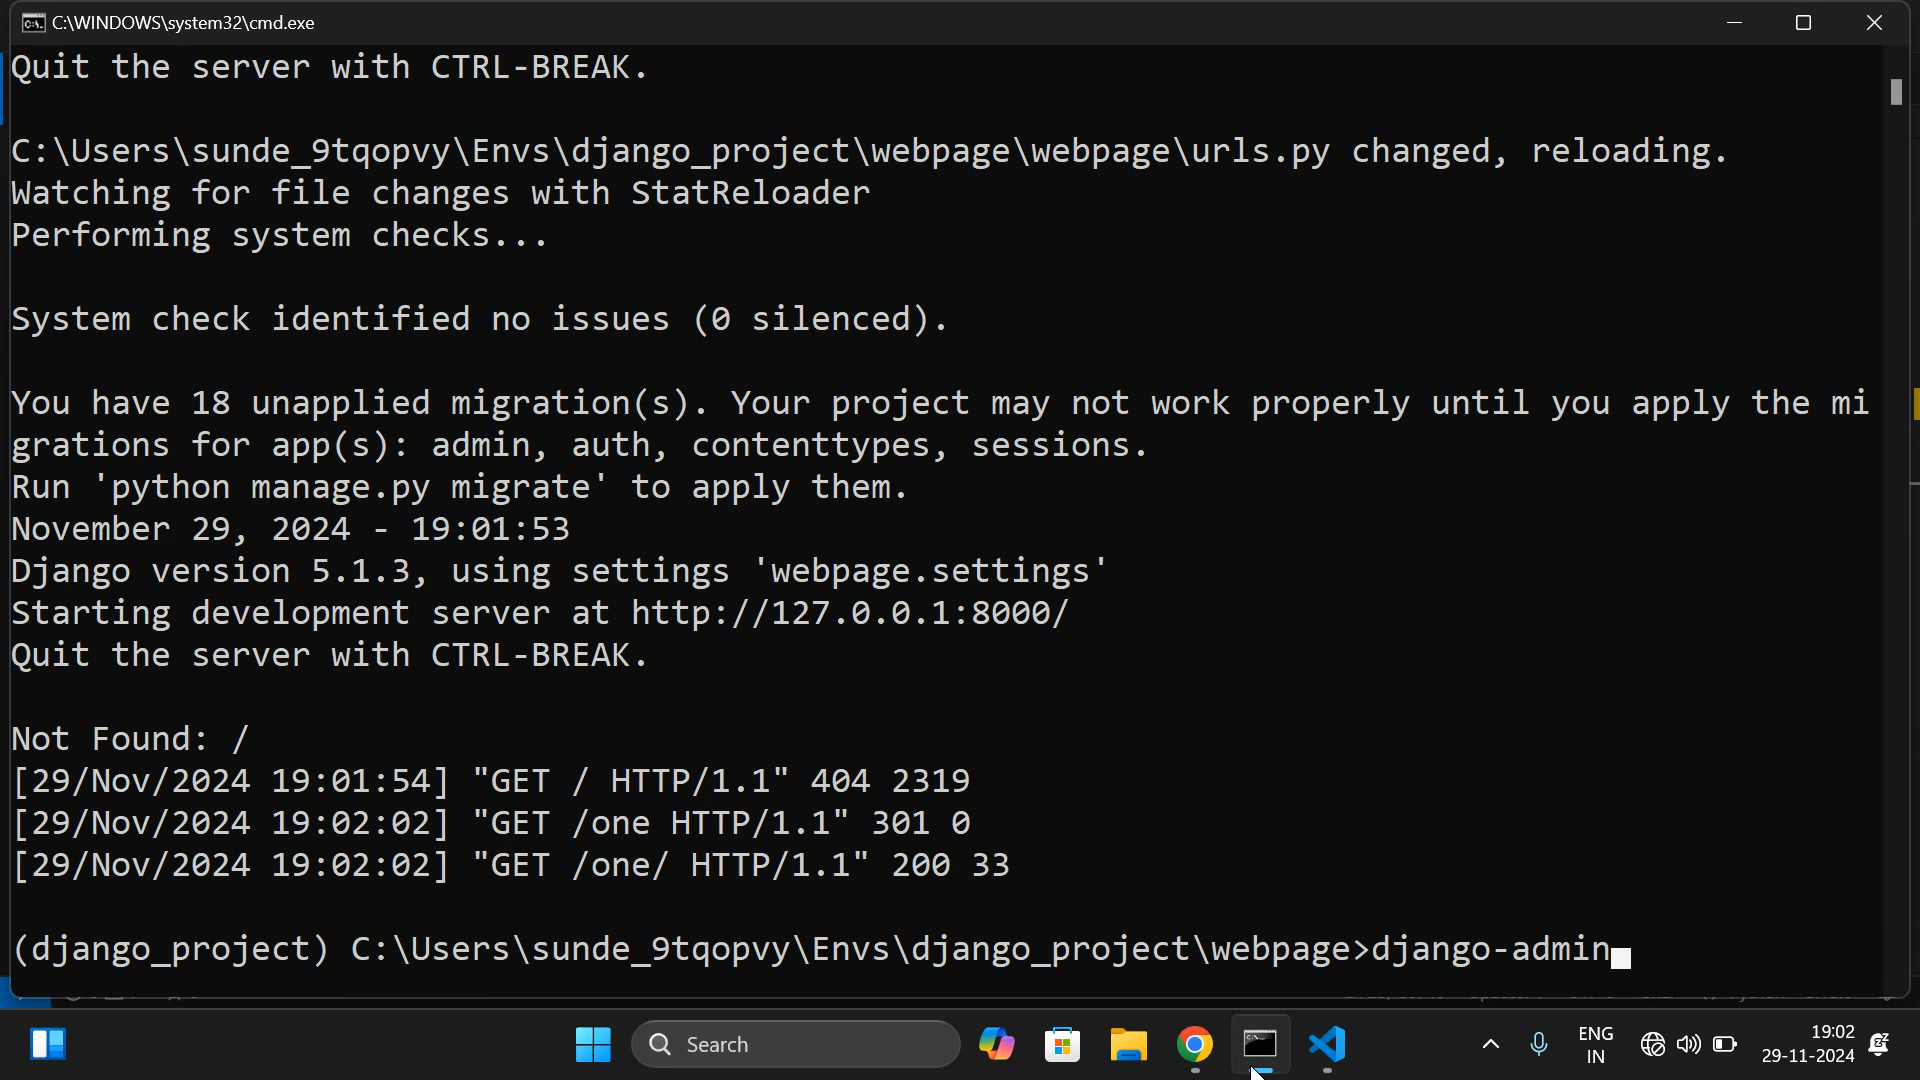 C:\WINDOWS\system32\cmd.exe
Quit the server with CTRL-BREAK.
C:\Users\sunde_9tqopvy\Envs\django_project\webpage\webpage\urls.py changed, reloading.
Watching for file changes with StatReloader
Performing system checks...
System check identified no issues (0 silenced).
You have 18 unapplied migration(s). Your project may not work properly until you apply the mi
grations for app(s): admin, auth, contenttypes, sessions.
Run 'python manage.py migrate' to apply them.
November 29, 2024 - 19:01:53
Django version 5.1.3, using settings 'webpage.settings'
Starting development server at http://127.0.0.1:8000/
Quit the server with CTRL-BREAK.
Not Found: /
[29/Nov/2024 19:01:54] "GET / HTTP/1.1" 404 2319
[29/Nov/2024 19:02:02] "GET /one HTTP/1.1" 301 0
[29/Nov/2024 19:02:02] "GET /one/ HTTP/1.1" 200 33
(django_project) C:\Users\sunde_9tqopvy\Envs\django_project\webpage>django-admin
Search
ENG
IN
19:02
29-11-2024